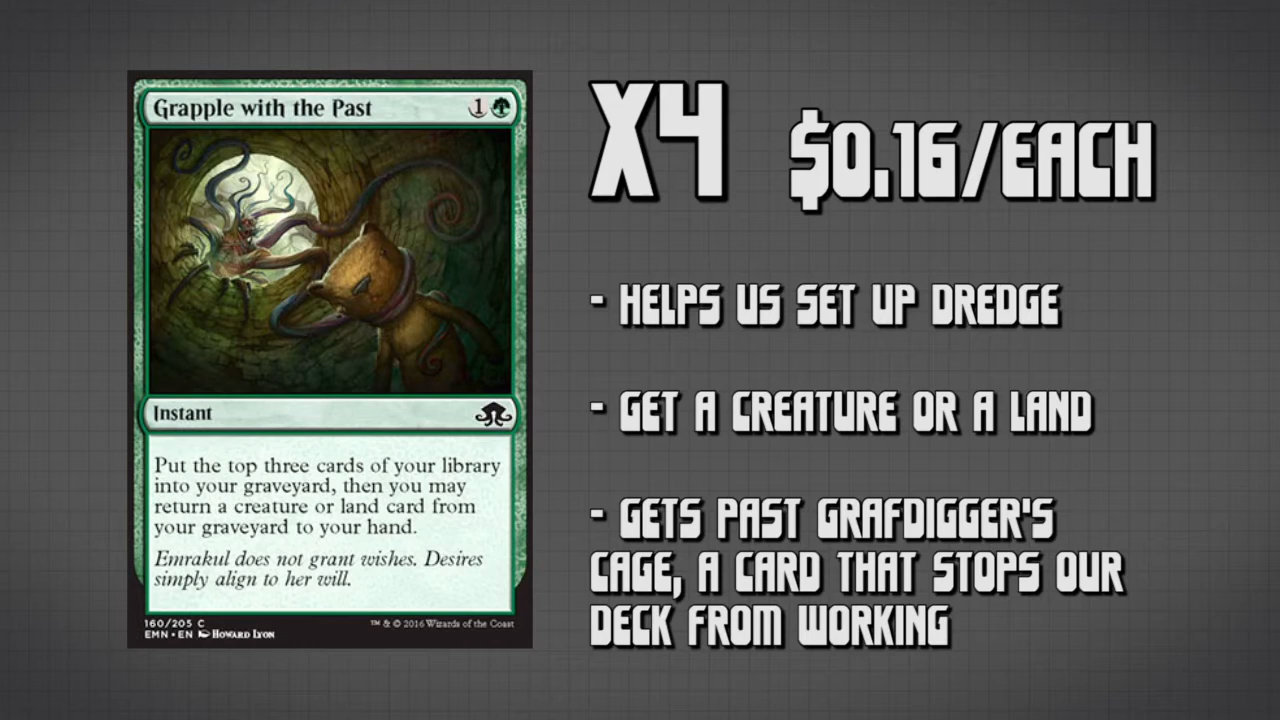 Grapple with the Past 1
X4 $0.16/EACH
- HELPS US SET UP DREDGE
- GET A CREATURE OR A LAND
- GETS PAST GRAFDIGGER'S
CAGE, A CARD THAT STOPS OUR
DECK FROM WORKING
Instant
Put the top three cards of your library
into your graveyard, then you may
return a creature or land card from
your graveyard to your hand.
Emrakul does not grant wishes. Desires
simply align to her will.
160/205 C
EMN • EN Howard Lyon
™ & © 2016 Wizards of the Coast